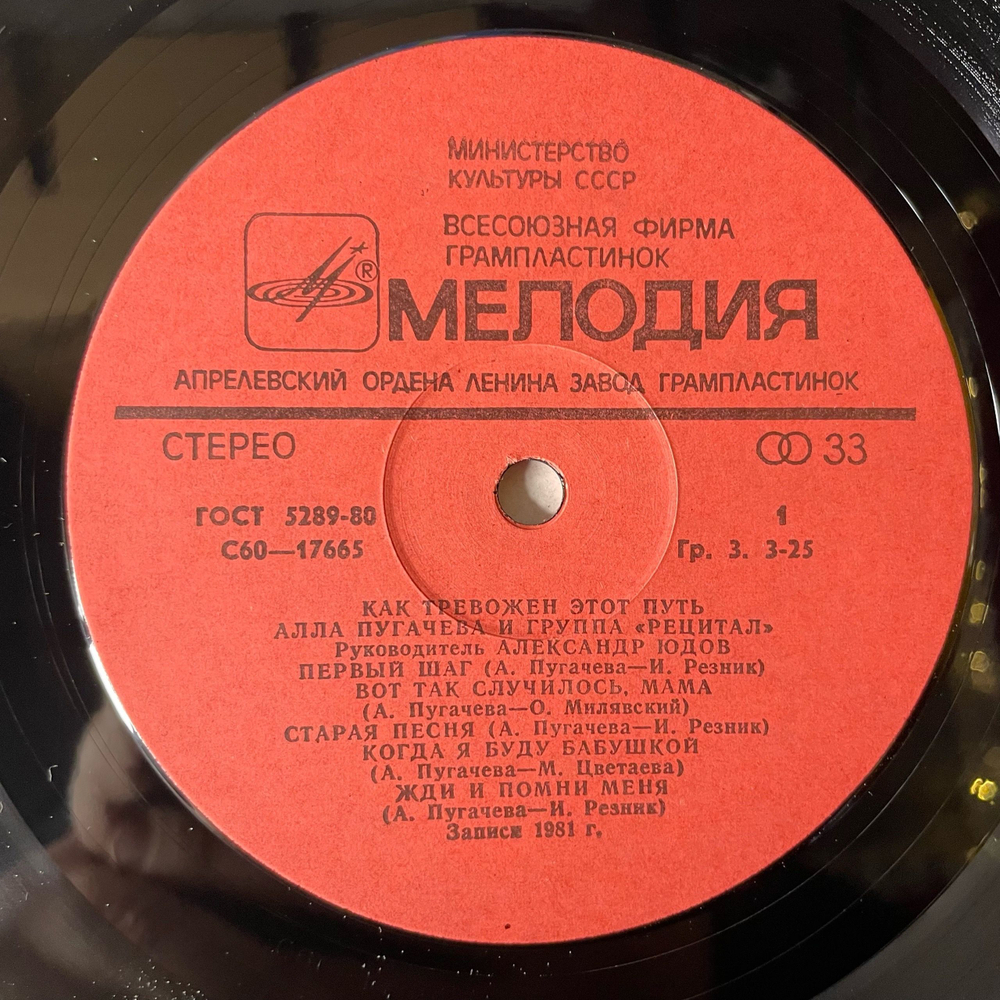 МИНИСТЕРСТВО
КУЛЬТУРЫ СССР
ВСЕСОЮЗНАЯ ФИРМА
ГРАМПЛАСТИНОК
®
МЕЛОДИЯ
АПРЕЛЕВСКИЙ ОРДЕНА ЛЕНИНА ЗАВОД ГРАМПЛАСТИНОК
СТЕРЕО
33
ГОСТ 5289-80
1
С60—17665
Гр. 3. 3-25
КАК ТРЕВОЖЕН ЭТОТ ПУТЬ
АЛЛА ПУГАЧЕВА И ГРУППА «РЕЦИТАЛ»
Руководитель АЛЕКСАНДР ЮДОВ
ПЕРВЫЙ ШАГ (А. Пугачева—И. Резник)
ВОТ ТАК СЛУЧИЛОСЬ, МАМА
(А. Пугачева—О. Милявский)
СТАРАЯ ПЕСНЯ (А. Пугачева—И. Резник)
КОГДА Я БУДУ БАБУШКОЙ
(А. Пугачева—М. Цветаева)
ЖДИ И ПОМНИ МЕНЯ
(А. Пугачева—И. Резник)
Записи 1981 г.